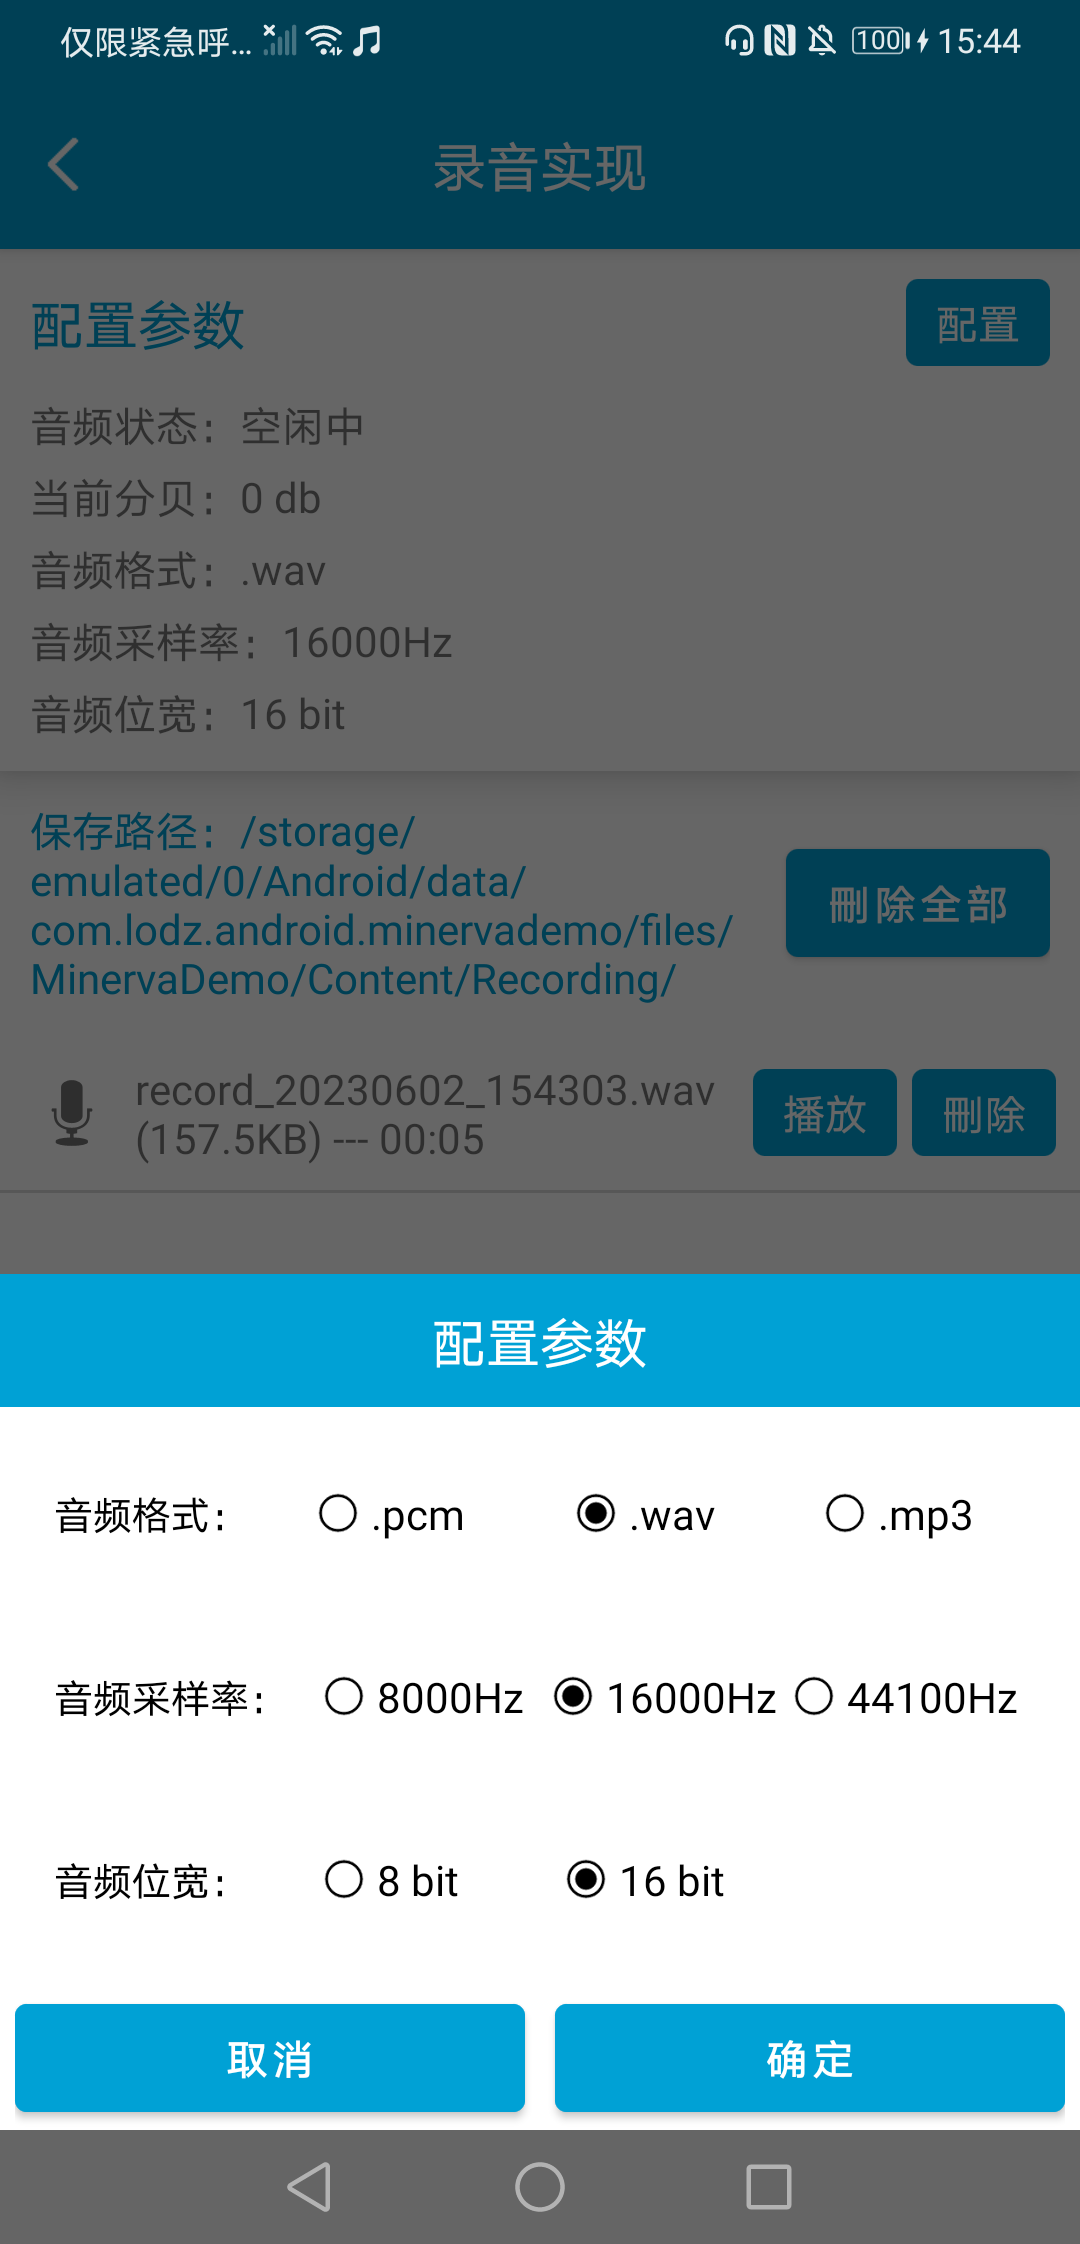 仅限紧急呼...
100
15:44
录音实现
配置参数
配置
音频状态：空闲中
当前分贝：0 db
音频格式：.wav
音频采样率：16000Hz
音频位宽：16 bit
保存路径：/storage/
emulated/0/Android/data/
com.lodz.android.minervademo/files/
MinervaDemo/Content/Recording/
刪除全部
record_20230602_154303.wav
(157.5KB) --- 00:05
播放
刪除
配置参数
音频格式：
.pcm
.wav
.mp3
音频采样率：
8000Hz
16000Hz
44100Hz
音频位宽：
8 bit
16 bit
取消
确定